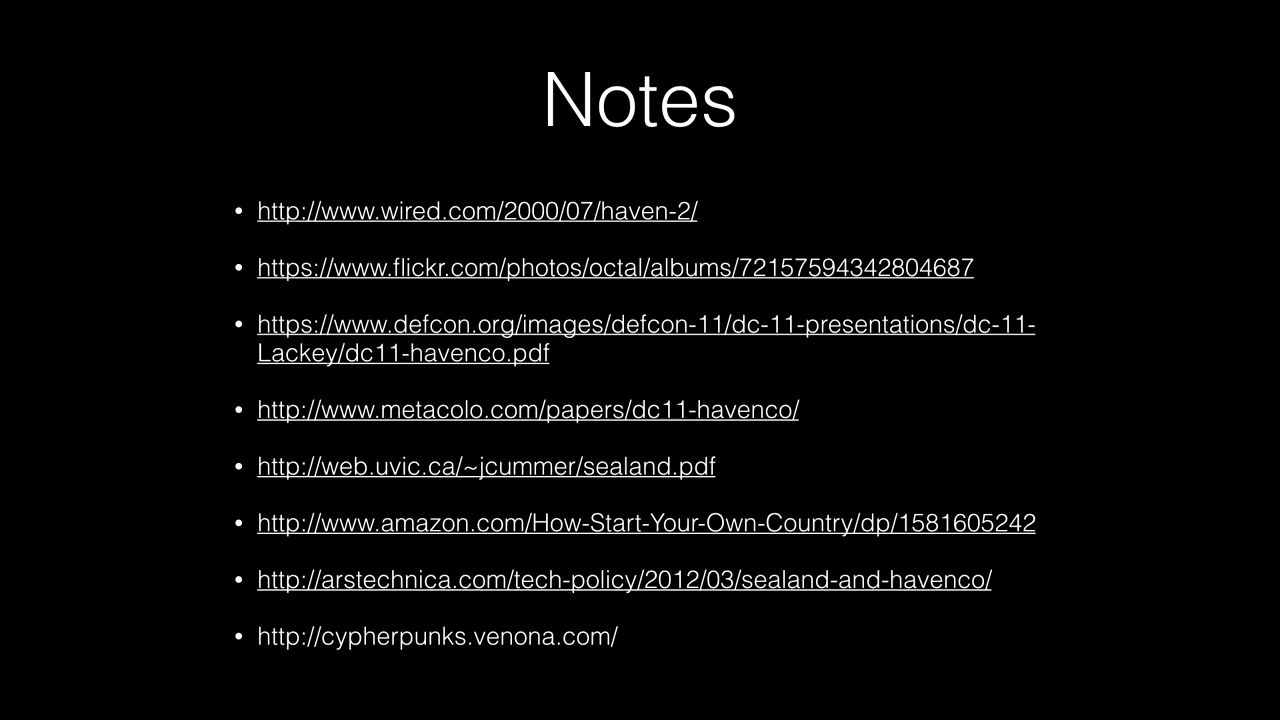 Notes
• http://www.wired.com/2000/07/haven-2/
• https://www.flickr.com/photos/octal/albums/72157594342804687
• https://www.defcon.org/images/defcon-11/dc-11-presentations/dc-11-
Lackey/dc11-havenco.pdf
• http://www.metacolo.com/papers/dc11-havenco/
• http://web.uvic.ca/~jcummer/sealand.pdf
• http://www.amazon.com/How-Start-Your-Own-Country/dp/1581605242
• http://arstechnica.com/tech-policy/2012/03/sealand-and-havenco/
• http://cypherpunks.venona.com/